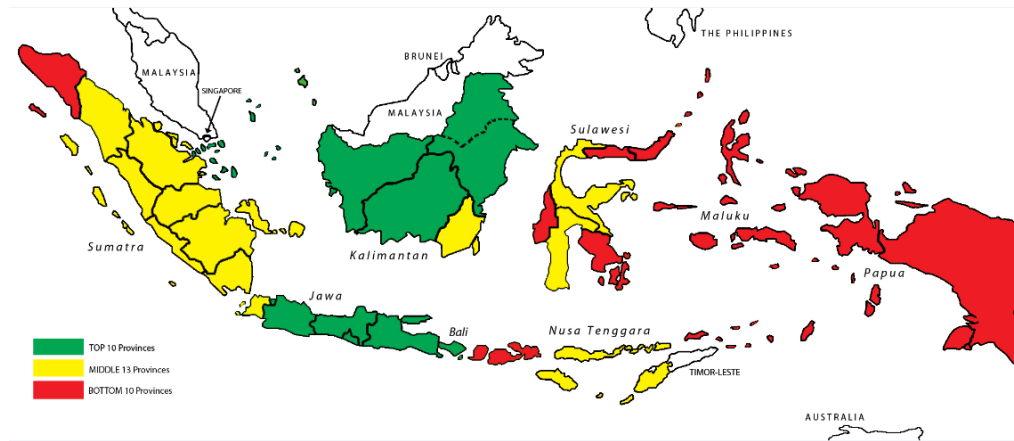 THE PHILIPPINES
BRUNEI
MALAYSIA
SINGAPORE
MALAYSIA
Sulawesi
Maluku
Sumatra
Kalimantan
Papua
Jawa
Bali
Nusa Tenggara
TOP 10 Provinces
MIDDLE 13 Provinces
TIMOR-LESTE
BOTTOM 10 Provinces
AUSTRALIA